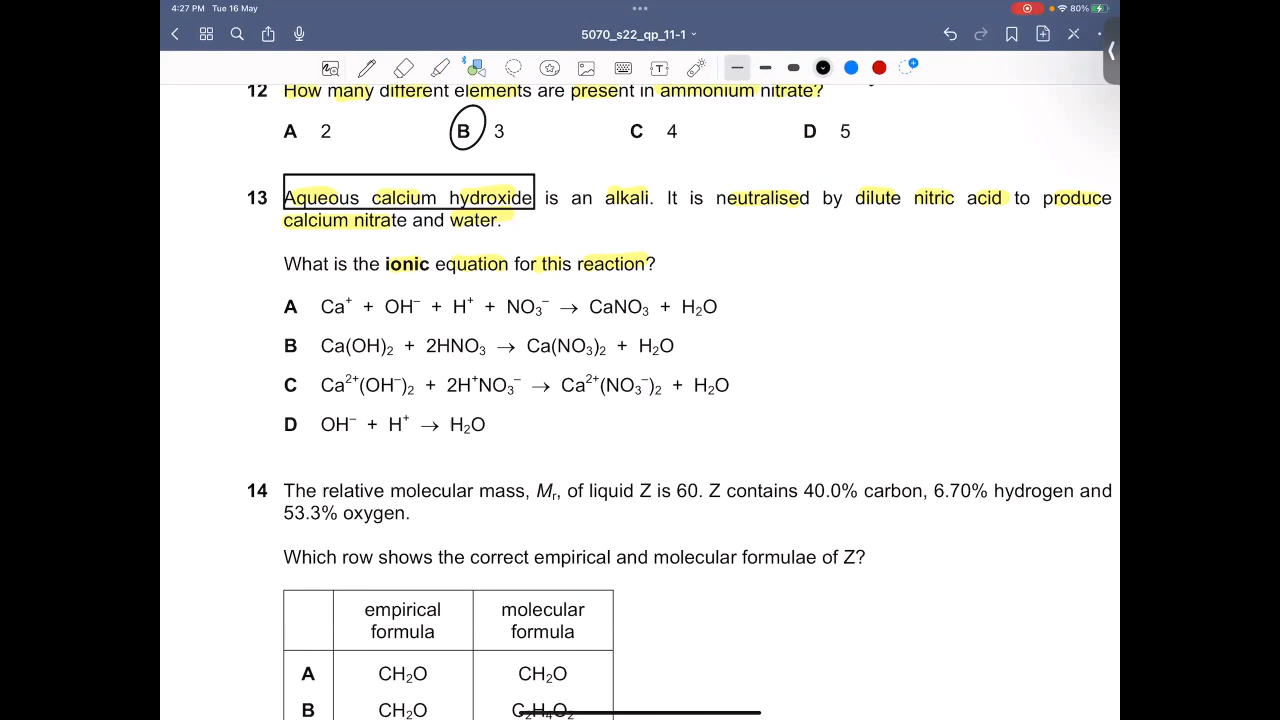 4:27 PM Tue 16 May
80%
5070_s22_qp_11-1
T
12 How many different elements are present in ammonium nitrate?
A 2 B 3 C 4 D 5
13 Aqueous calcium hydroxide is an alkali. It is neutralised by dilute nitric acid to produce
calcium nitrate and water.
What is the ionic equation for this reaction?
A Ca⁺ + OH⁻ + H⁺ + NO₃⁻ → CaNO₃ + H₂O
B Ca(OH)₂ + 2HNO₃ → Ca(NO₃)₂ + H₂O
C Ca²⁺(OH⁻)₂ + 2H⁺NO₃⁻ → Ca²⁺(NO₃⁻)₂ + H₂O
D OH⁻ + H⁺ → H₂O
14 The relative molecular mass, Mᵣ, of liquid Z is 60. Z contains 40.0% carbon, 6.70% hydrogen and
53.3% oxygen.
Which row shows the correct empirical and molecular formulae of Z?
empirical molecular
formula formula
A CH₂O CH₂O
B CH₂O C₂H₄O₂